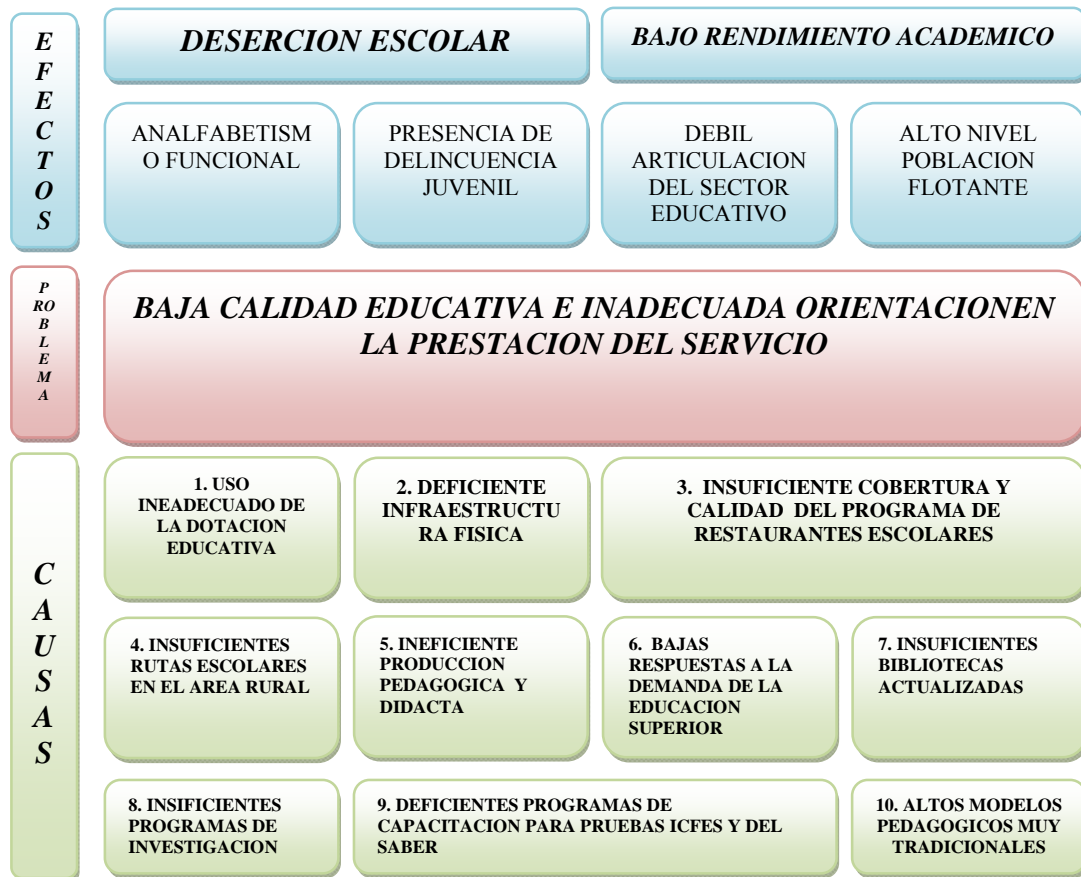 EFECTOS
DESERCION ESCOLAR
BAJO RENDIMIENTO ACADEMICO
ANALFABETISM
O FUNCIONAL
PRESENCIA DE
DELINCUENCIA
JUVENIL
DEBIL
ARTICULACION
DEL SECTOR
EDUCATIVO
ALTO NIVEL
POBLACION
FLOTANTE
PROBLEMA
BAJA CALIDAD EDUCATIVA E INADECUADA ORIENTACIONEN
LA PRESTACION DEL SERVICIO
CAUSAS
1. USO
INEADECUADO DE
LA DOTACION
EDUCATIVA
2. DEFICIENTE
INFRAESTRUCTU
RA FISICA
3. INSUFICIENTE COBERTURA Y
CALIDAD DEL PROGRAMA DE
RESTAURANTES ESCOLARES
4. INSUFICIENTES
RUTAS ESCOLARES
EN EL AREA RURAL
5. INEFICIENTE
PRODUCCION
PEDAGOGICA Y
DIDACTA
6. BAJAS
RESPUESTAS A LA
DEMANDA DE LA
EDUCACION
SUPERIOR
7. INSUFICIENTES
BIBLIOTECAS
ACTUALIZADAS
8. INSIFICIENTES
PROGRAMAS DE
INVESTIGACION
9. DEFICIENTES PROGRAMAS DE
CAPACITACION PARA PRUEBAS ICFES Y DEL
SABER
10. ALTOS MODELOS
PEDAGOGICOS MUY
TRADICIONALES